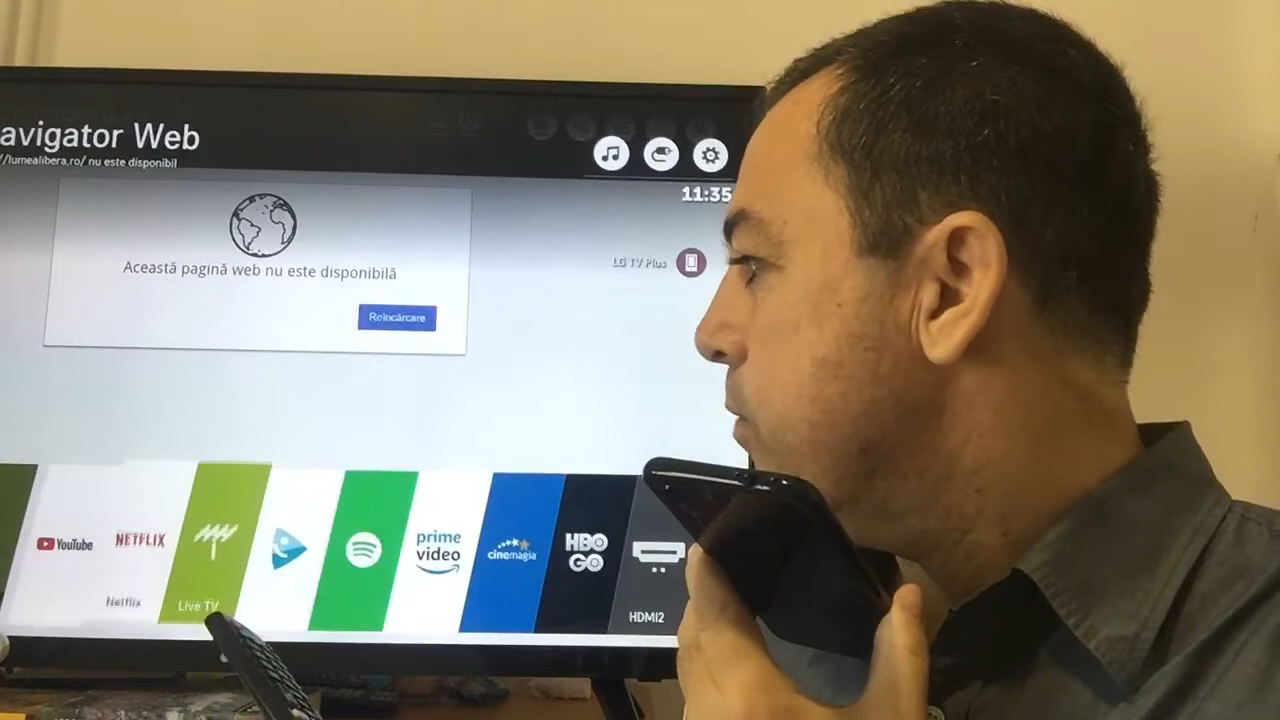 avigator Web
//lumealibera.ro/ nu este disponibil
11:35
Această pagină web nu este disponibilă
LG TV Plus
Reîncărcare
YouTube
NETFLIX
prime video
cinemagia
HBO GO
Netflix
Live TV
HDMI2